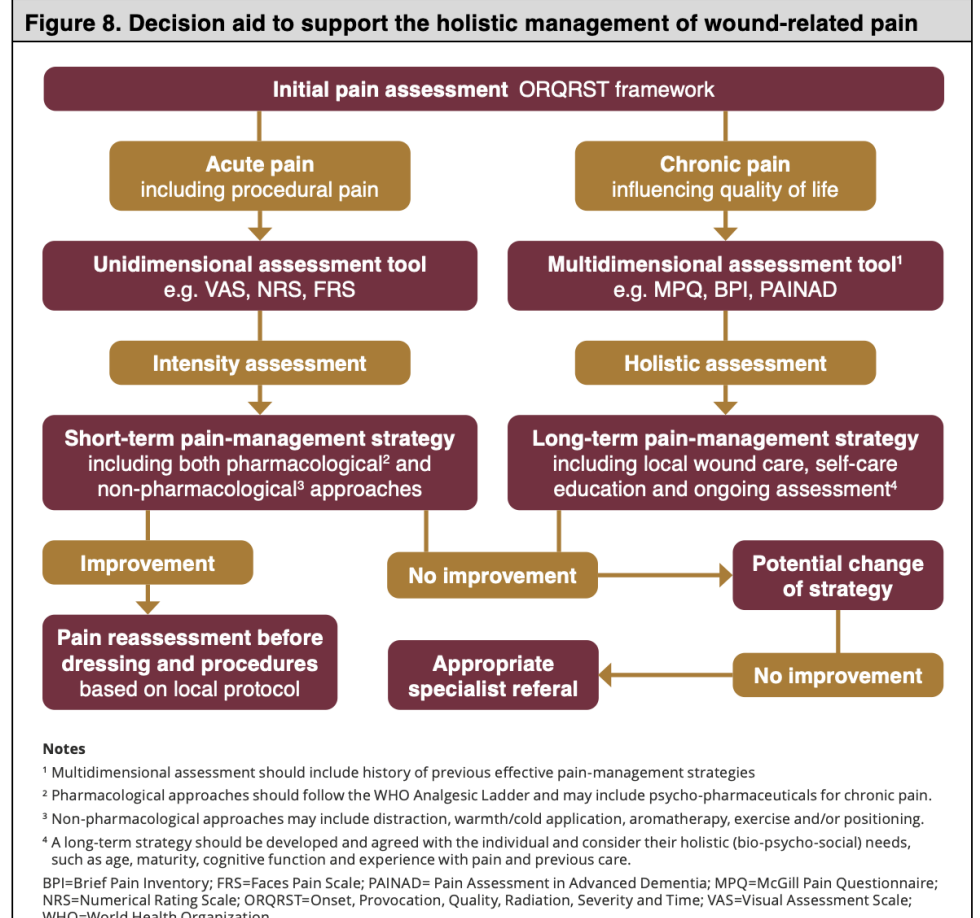 Figure 8. Decision aid to support the holistic management of wound-related pain
Initial pain assessment ORQRST framework
Acute pain
including procedural pain
Chronic pain
influencing quality of life
Unidimensional assessment tool
e.g. VAS, NRS, FRS
Multidimensional assessment tool¹
e.g. MPQ, BPI, PAINAD
Intensity assessment
Holistic assessment
Short-term pain-management strategy
including both pharmacological² and
non-pharmacological³ approaches
Long-term pain-management strategy
including local wound care, self-care
education and ongoing assessment⁴
Improvement
No improvement
Potential change
of strategy
Pain reassessment before
dressing and procedures
based on local protocol
Appropriate
specialist referal
No improvement
Notes
¹ Multidimensional assessment should include history of previous effective pain-management strategies
² Pharmacological approaches should follow the WHO Analgesic Ladder and may include psycho-pharmaceuticals for chronic pain.
³ Non-pharmacological approaches may include distraction, warmth/cold application, aromatherapy, exercise and/or positioning.
⁴ A long-term strategy should be developed and agreed with the individual and consider their holistic (bio-psycho-social) needs,
such as age, maturity, cognitive function and experience with pain and previous care.
BPI=Brief Pain Inventory; FRS=Faces Pain Scale; PAINAD= Pain Assessment in Advanced Dementia; MPQ=McGill Pain Questionnaire;
NRS=Numerical Rating Scale; ORQRST=Onset, Provocation, Quality, Radiation, Severity and Time; VAS=Visual Assessment Scale;
WHO=World Health Organization